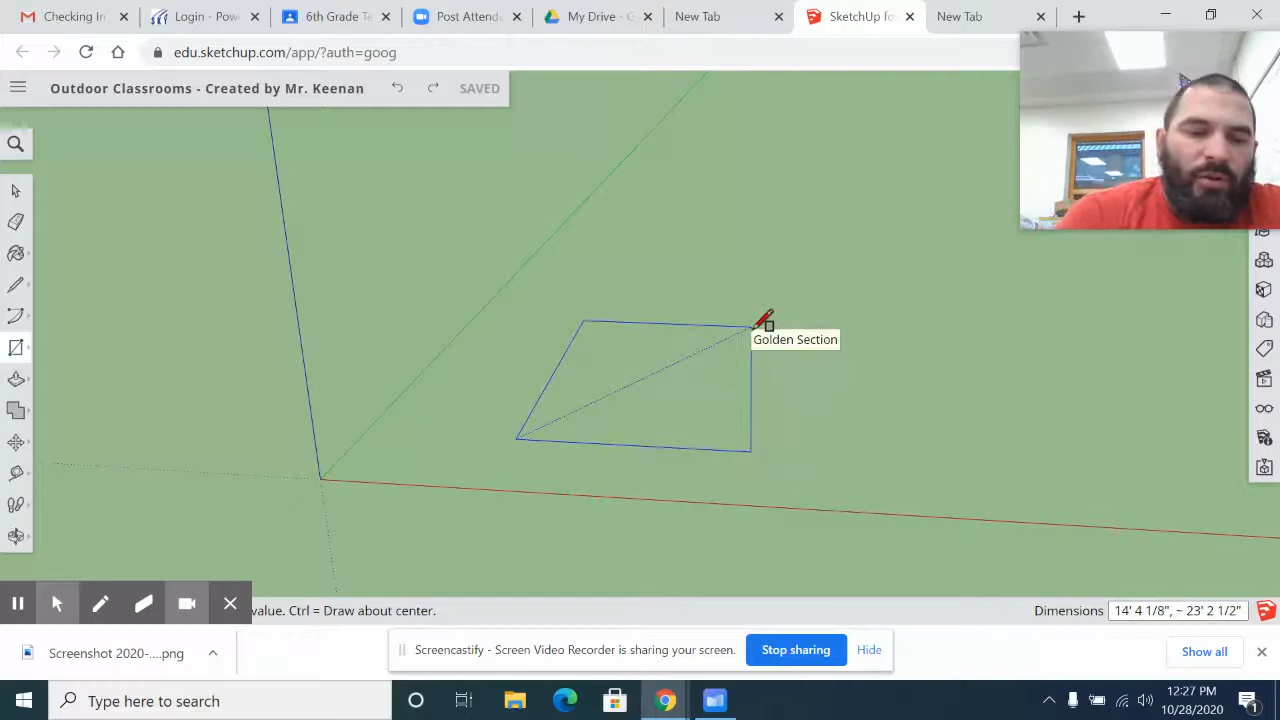 Checking In
Login - Pow
6th Grade Te
Post Attend
My Drive - G
New Tab
SketchUp fo
New Tab
edu.sketchup.com/app/?auth=goog
Outdoor Classrooms - Created by Mr. Keenan
SAVED
Golden Section
value. Ctrl = Draw about center.
Dimensions
14' 4 1/8", ~ 23' 2 1/2"
Screenshot 2020-....png
Screencastify - Screen Video Recorder is sharing your screen.
Stop sharing
Hide
Show all
Type here to search
12:27 PM
10/28/2020
1